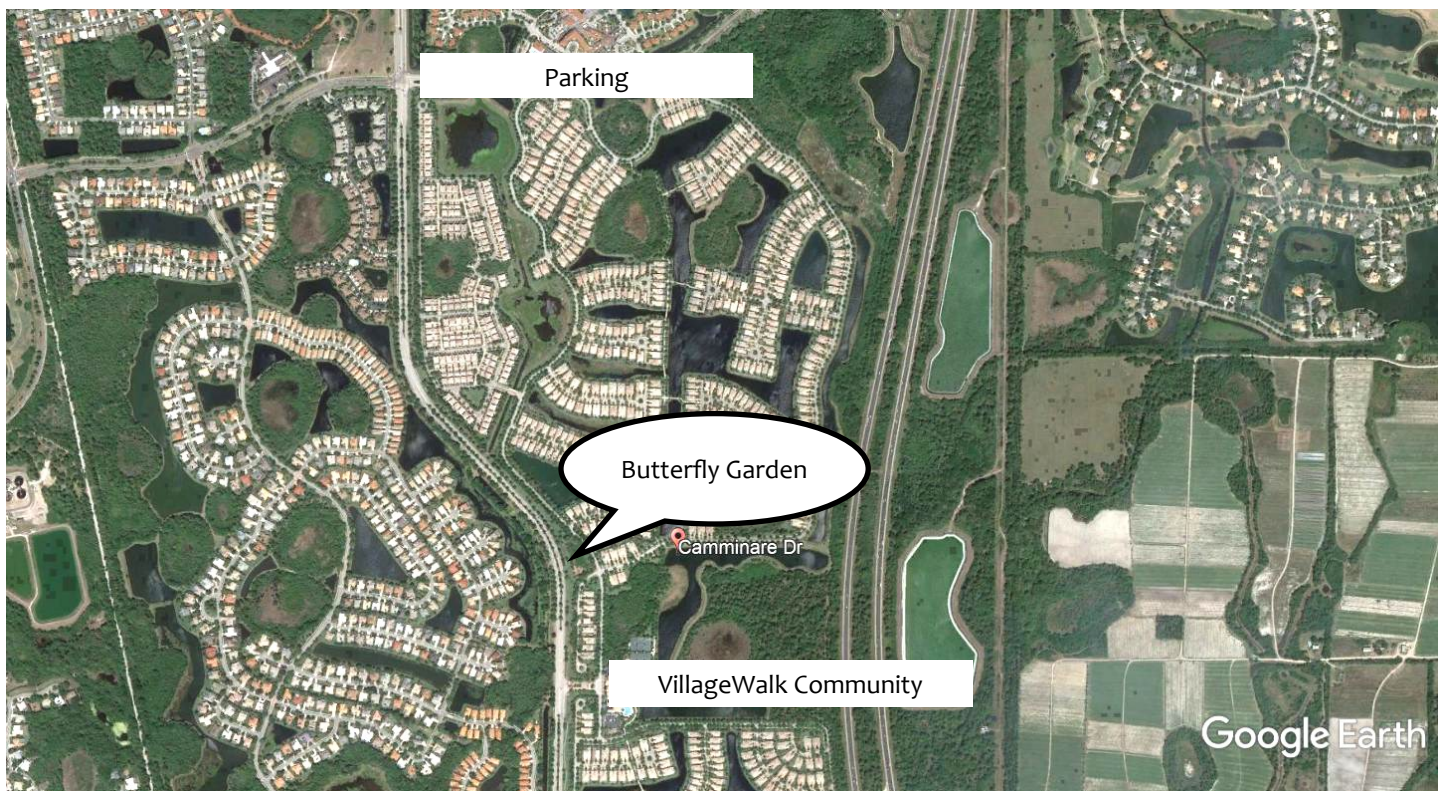 Parking
Butterfly Garden
Camminare Dr
VillageWalk Community
Google Earth